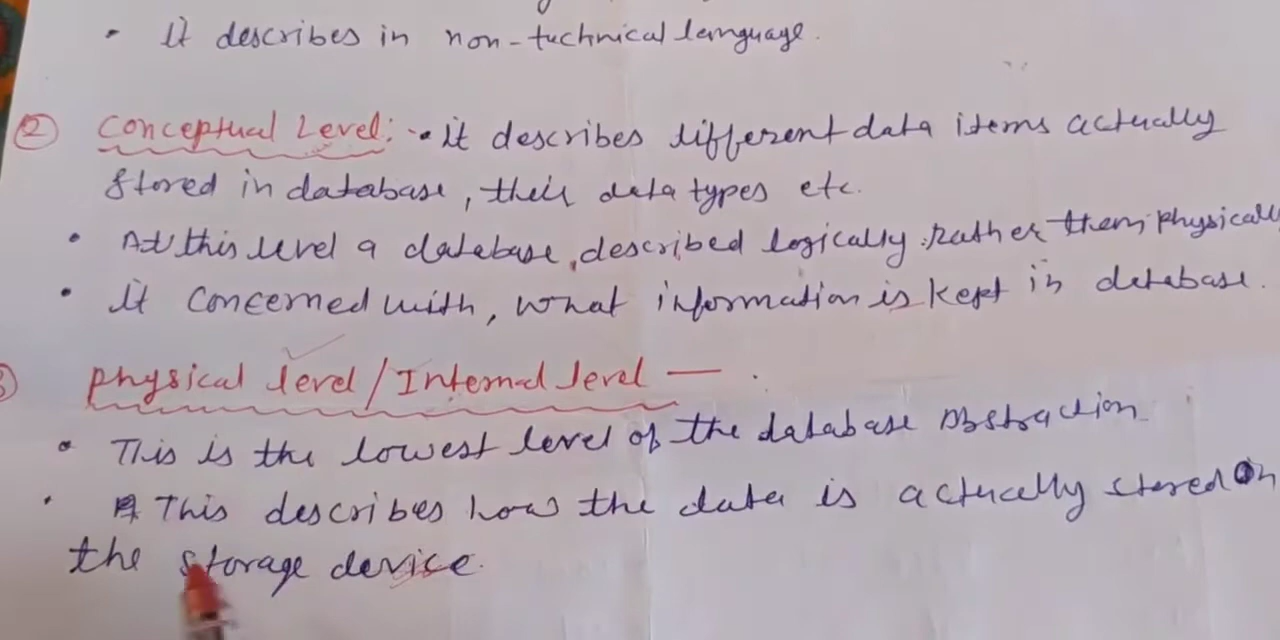 • It describes in non-technical language.
② Conceptual Level:- • it describes different data items actually
stored in database, their data types etc.
• At this level a database, described logically rather them physically
• it concerned with, what information is kept in database.
physical level/Internal level —
• This is the lowest level of the database Abstraction
• This describes how the data is actually stored on
the storage device.